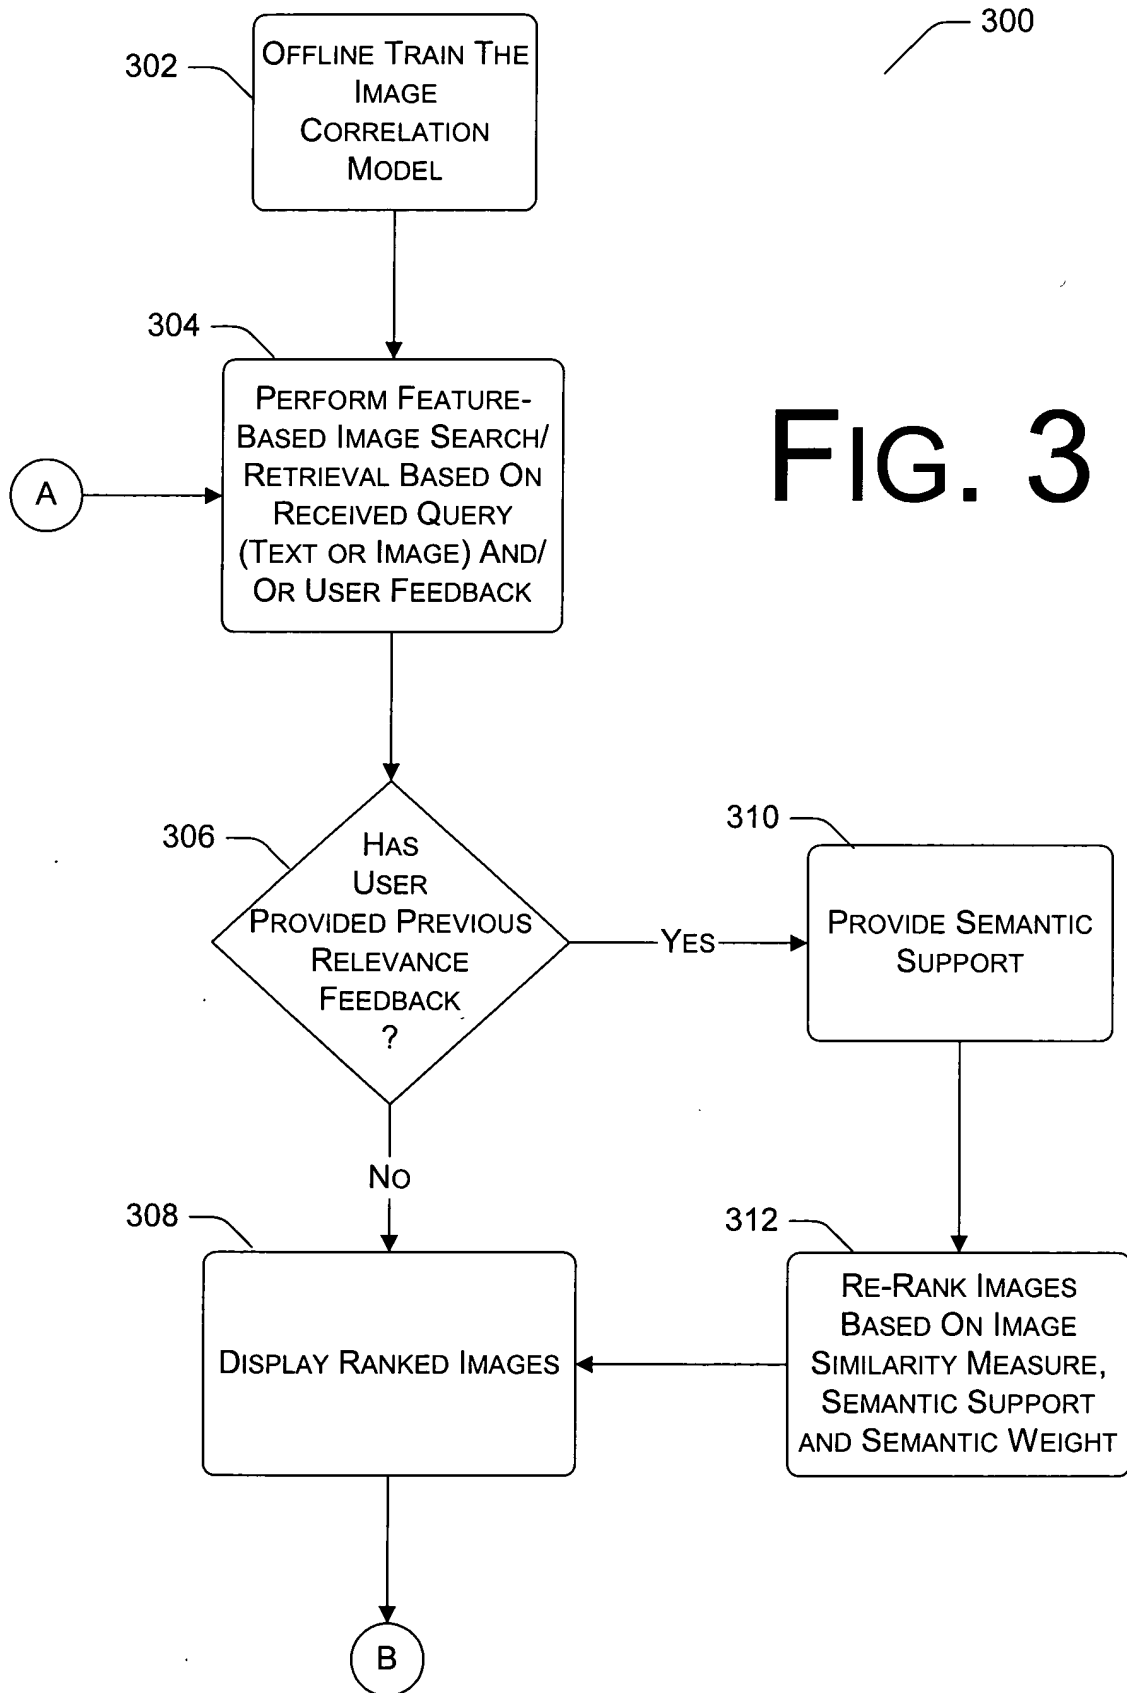 300
302
OFFLINE TRAIN THE
IMAGE
CORRELATION
MODEL
304
PERFORM FEATURE-
BASED IMAGE SEARCH/
RETRIEVAL BASED ON
RECEIVED QUERY
(TEXT OR IMAGE) AND/
OR USER FEEDBACK
A
FIG. 3
306
HAS
USER
PROVIDED PREVIOUS
RELEVANCE
FEEDBACK
?
YES
310
PROVIDE SEMANTIC
SUPPORT
NO
308
DISPLAY RANKED IMAGES
312
RE-RANK IMAGES
BASED ON IMAGE
SIMILARITY MEASURE,
SEMANTIC SUPPORT
AND SEMANTIC WEIGHT
B